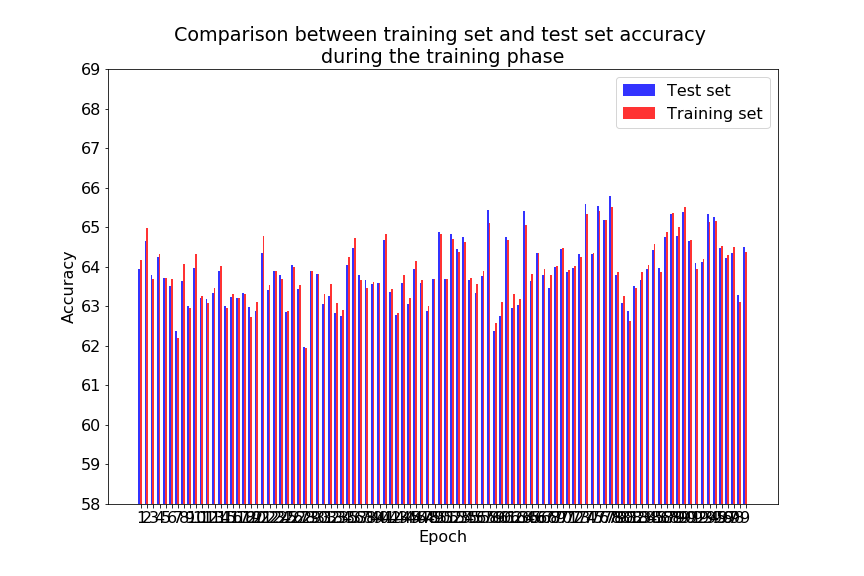 Comparison between training set and test set accuracy
during the training phase
69
68
67
66
65
64
63
62
61
60
59
58
Accuracy
Test set
Training set
Epoch